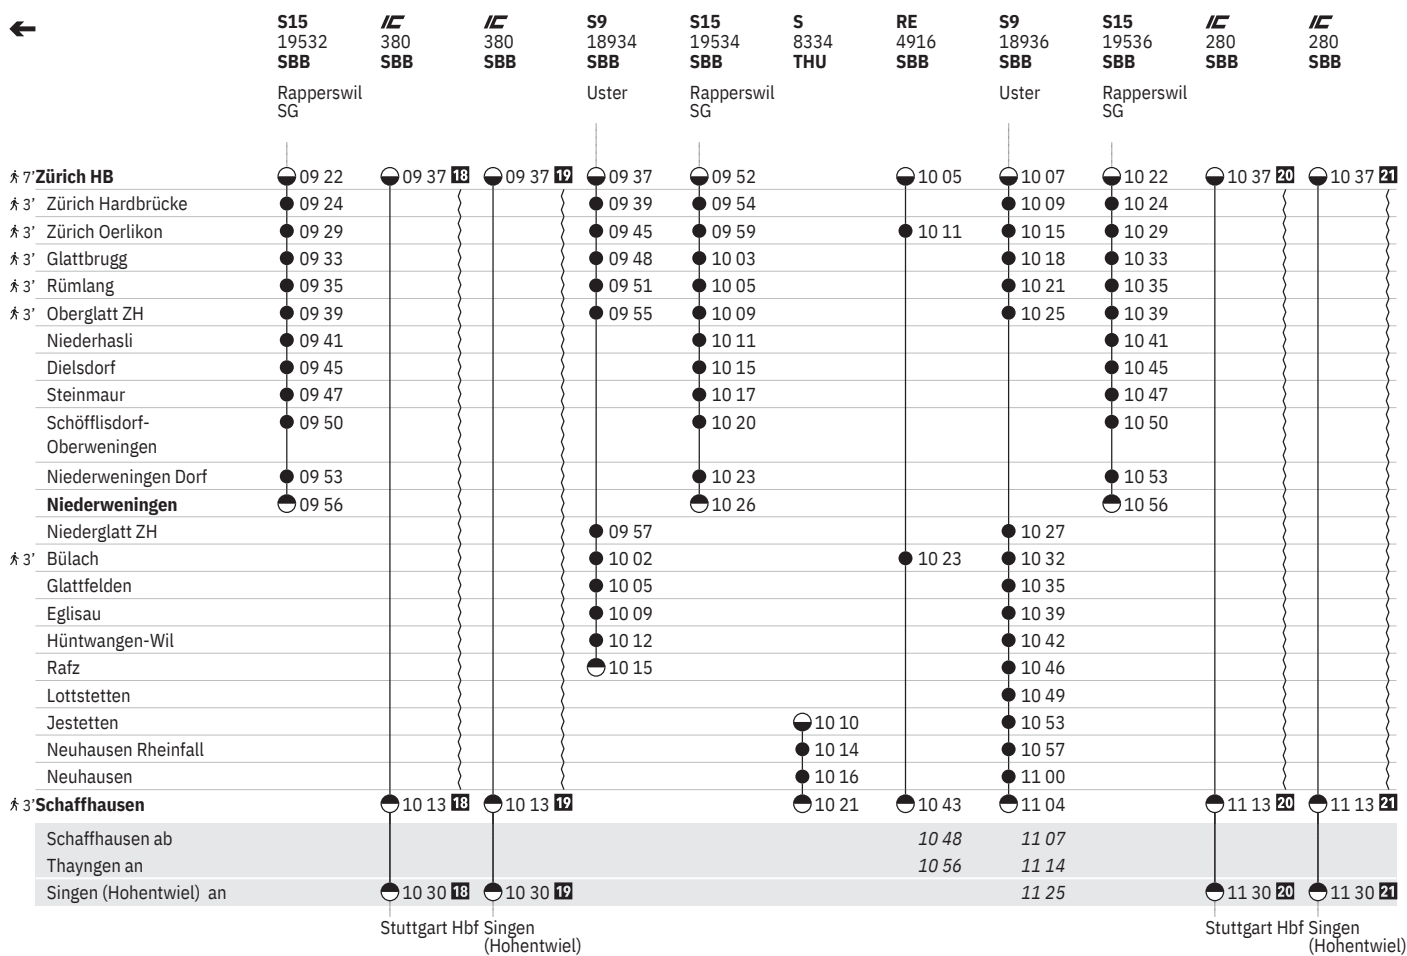 S15 IC IC S9 S15 S RE S9 S15 IC IC
19532 380 380 18934 19534 8334 4916 18936 19536 280 280
SBB SBB SBB SBB SBB THU SBB SBB SBB SBB SBB
Rapperswil Uster Rapperswil Uster Rapperswil
SG SG SG
7’ Zürich HB 09 22 09 37 18 09 37 19 09 37 09 52 10 05 10 07 10 22 10 37 20 10 37 21
3’ Zürich Hardbrücke 09 24 09 39 09 54 10 09 10 24
3’ Zürich Oerlikon 09 29 09 45 09 59 10 11 10 15 10 29
3’ Glattbrugg 09 33 09 48 10 03 10 18 10 33
3’ Rümlang 09 35 09 51 10 05 10 21 10 35
3’ Oberglatt ZH 09 39 09 55 10 09 10 25 10 39
Niederhasli 09 41 10 11 10 41
Dielsdorf 09 45 10 15 10 45
Steinmaur 09 47 10 17 10 47
Schöfflisdorf- 09 50 10 20 10 50
Oberweningen
Niederweningen Dorf 09 53 10 23 10 53
Niederweningen 09 56 10 26 10 56
Niederglatt ZH 09 57 10 27
3’ Bülach 10 02 10 23 10 32
Glattfelden 10 05 10 35
Eglisau 10 09 10 39
Hüntwangen-Wil 10 12 10 42
Rafz 10 15 10 46
Lottstetten 10 49
Jestetten 10 10 10 53
Neuhausen Rheinfall 10 14 10 57
Neuhausen 10 16 11 00
3’ Schaffhausen 10 13 18 10 13 19 10 21 10 43 11 04 11 13 20 11 13 21
Schaffhausen ab 10 48 11 07
Thayngen an 10 56 11 14
Singen (Hohentwiel) an 10 30 18 10 30 19 11 25 11 30 20 11 30 21
Stuttgart Hbf Singen Stuttgart Hbf Singen
(Hohentwiel) (Hohentwiel)